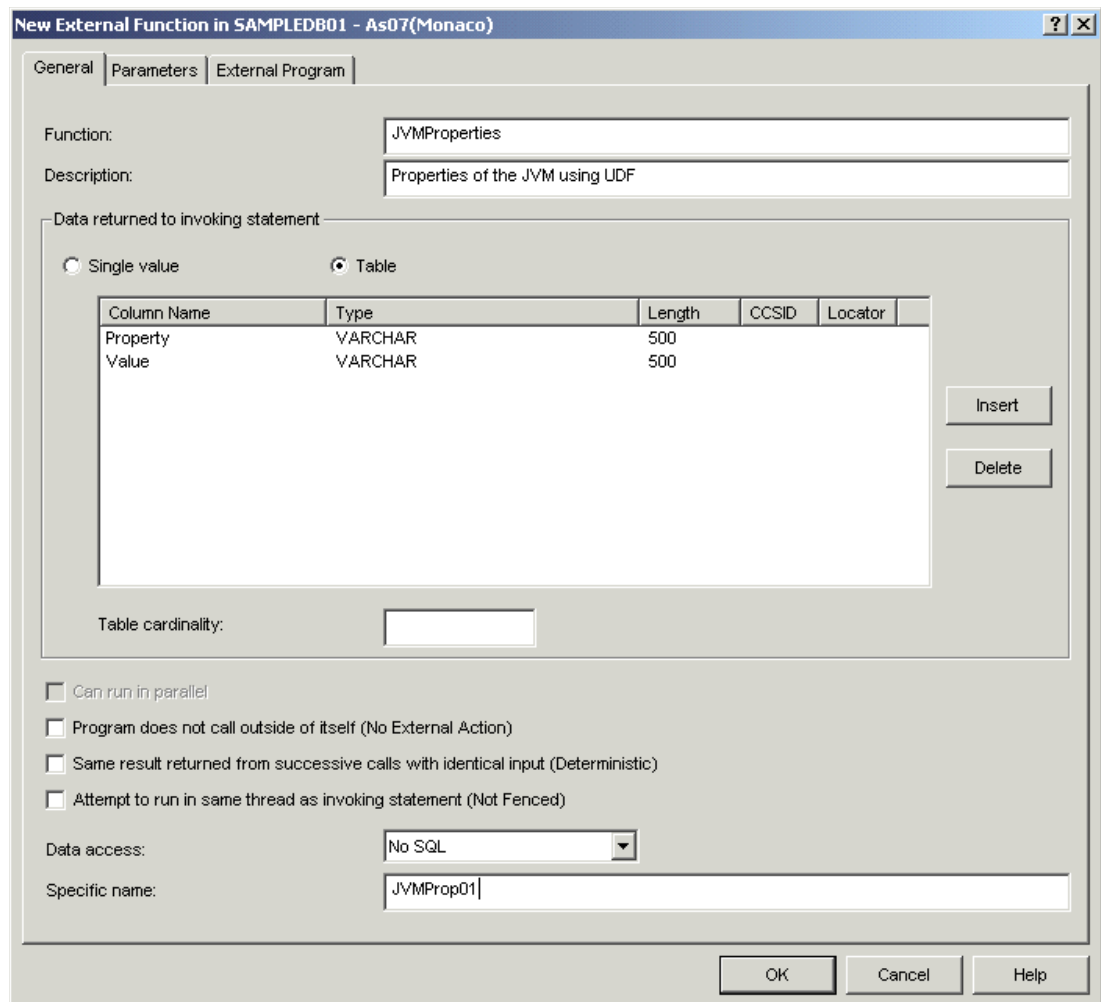 New External Function in SAMPLEDB01 - As07(Monaco)
General Parameters External Program
Function: JVMProperties
Description: Properties of the JVM using UDF
Data returned to invoking statement
Single value Table
Column Name Type Length CCSID Locator
Property VARCHAR 500
Value VARCHAR 500
Insert
Delete
Table cardinality:
Can run in parallel
Program does not call outside of itself (No External Action)
Same result returned from successive calls with identical input (Deterministic)
Attempt to run in same thread as invoking statement (Not Fenced)
Data access: No SQL
Specific name: JVMProp01
OK Cancel Help